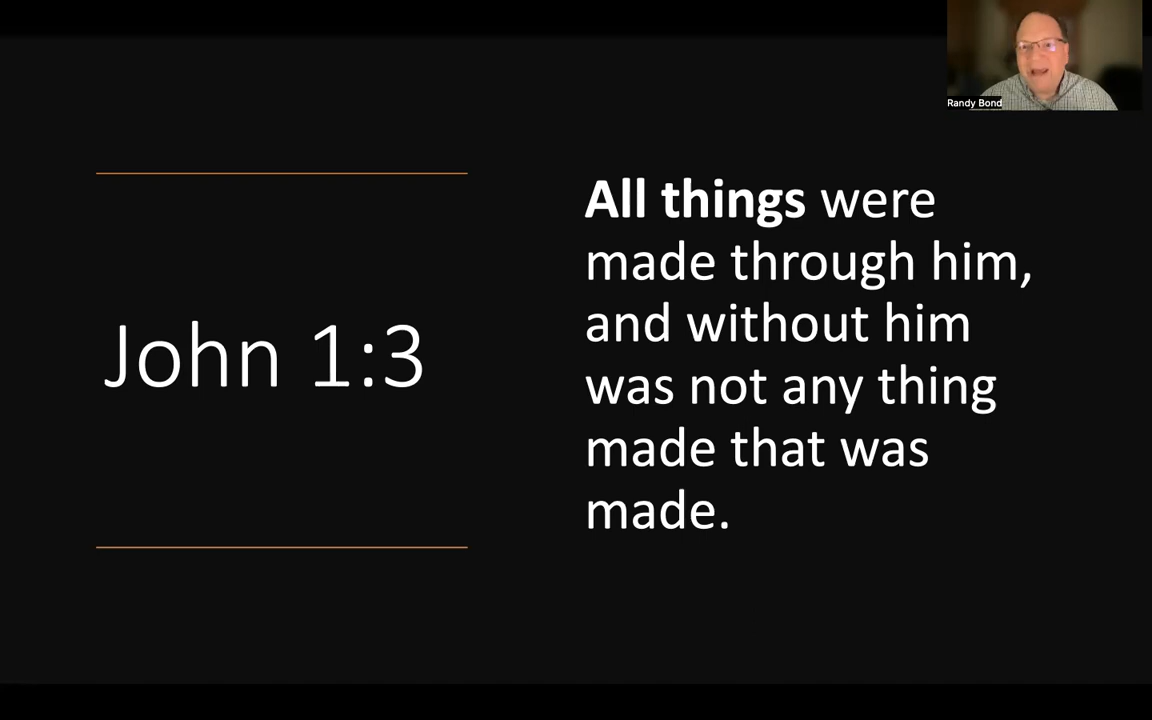 Randy Bond
John 1:3
All things were
made through him,
and without him
was not any thing
made that was
made.